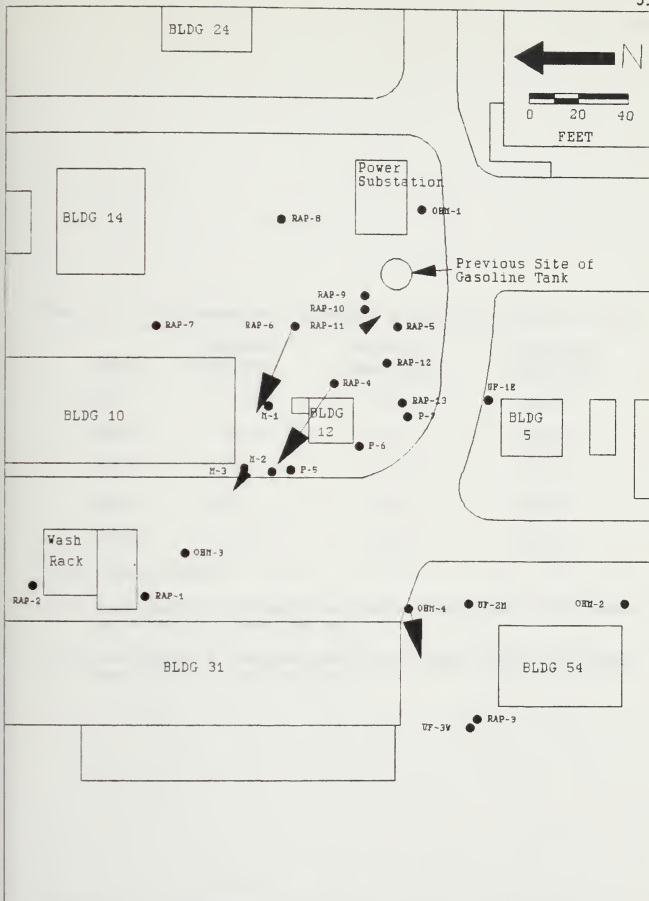 BLDG 24
N
0 20 40
FEET
Power
Substation
BLDG 14
RAP-8
OHM-1
Previous Site of
Gasoline Tank
RAP-9
RAP-10
RAP-7
RAP-6
RAP-11
RAP-5
RAP-12
RAP-4
UF-1E
BLDG 10
M-1
BLDG
12
RAP-13
P-7
BLDG
5
P-6
M-2
M-3
P-5
Wash
Rack
OHM-3
RAP-2
RAP-1
OHM-4
UF-2M
OHM-2
BLDG 31
BLDG 54
RAP-3
UF-3W